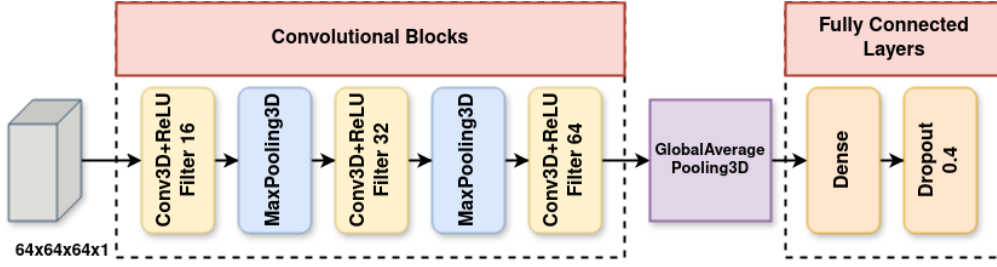 Convolutional Blocks
Fully Connected
Layers
Conv3D+ReLU
Filter 16
MaxPooling3D
Conv3D+ReLU
Filter 32
MaxPooling3D
Conv3D+ReLU
Filter 64
GlobalAverage
Pooling3D
Dense
Dropout
0.4
64x64x64x1